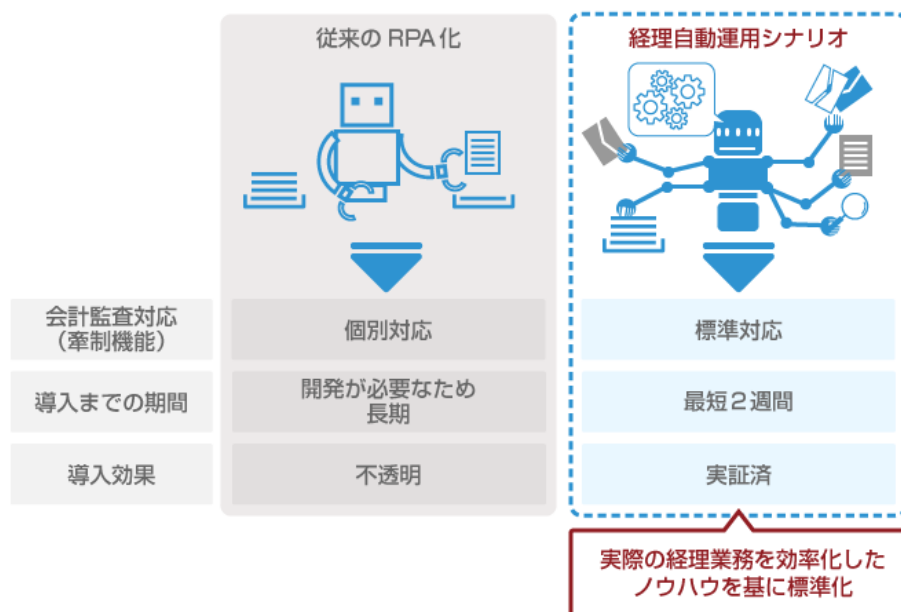 従来の RPA 化
経理自動運用シナリオ
会計監査対応
（牽制機能）
個別対応
標準対応
導入までの期間
開発が必要なため
長期
最短２週間
導入効果
不透明
実証済
実際の経理業務を効率化した
ノウハウを基に標準化